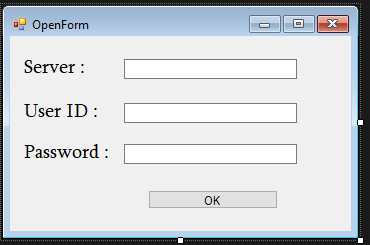 OpenForm
Server :
User ID :
Password :
OK